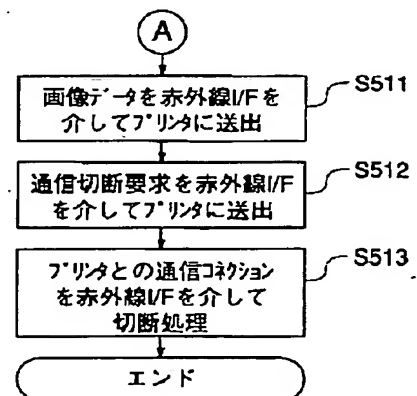 A
画像データを赤外線I/Fを
介してプリンタに送出
S511
通信切断要求を赤外線I/F
を介してプリンタに送出
S512
プリンタとの通信コネクション
を赤外線I/Fを介して
切断処理
S513
エンド